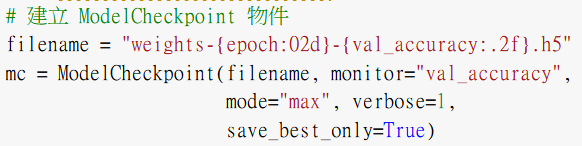 # 建立 ModelCheckpoint 物件
filename = "weights-{epoch:02d}-{val_accuracy:.2f}.h5"
mc = ModelCheckpoint(filename, monitor="val_accuracy",
                     mode="max", verbose=1,
                     save_best_only=True)